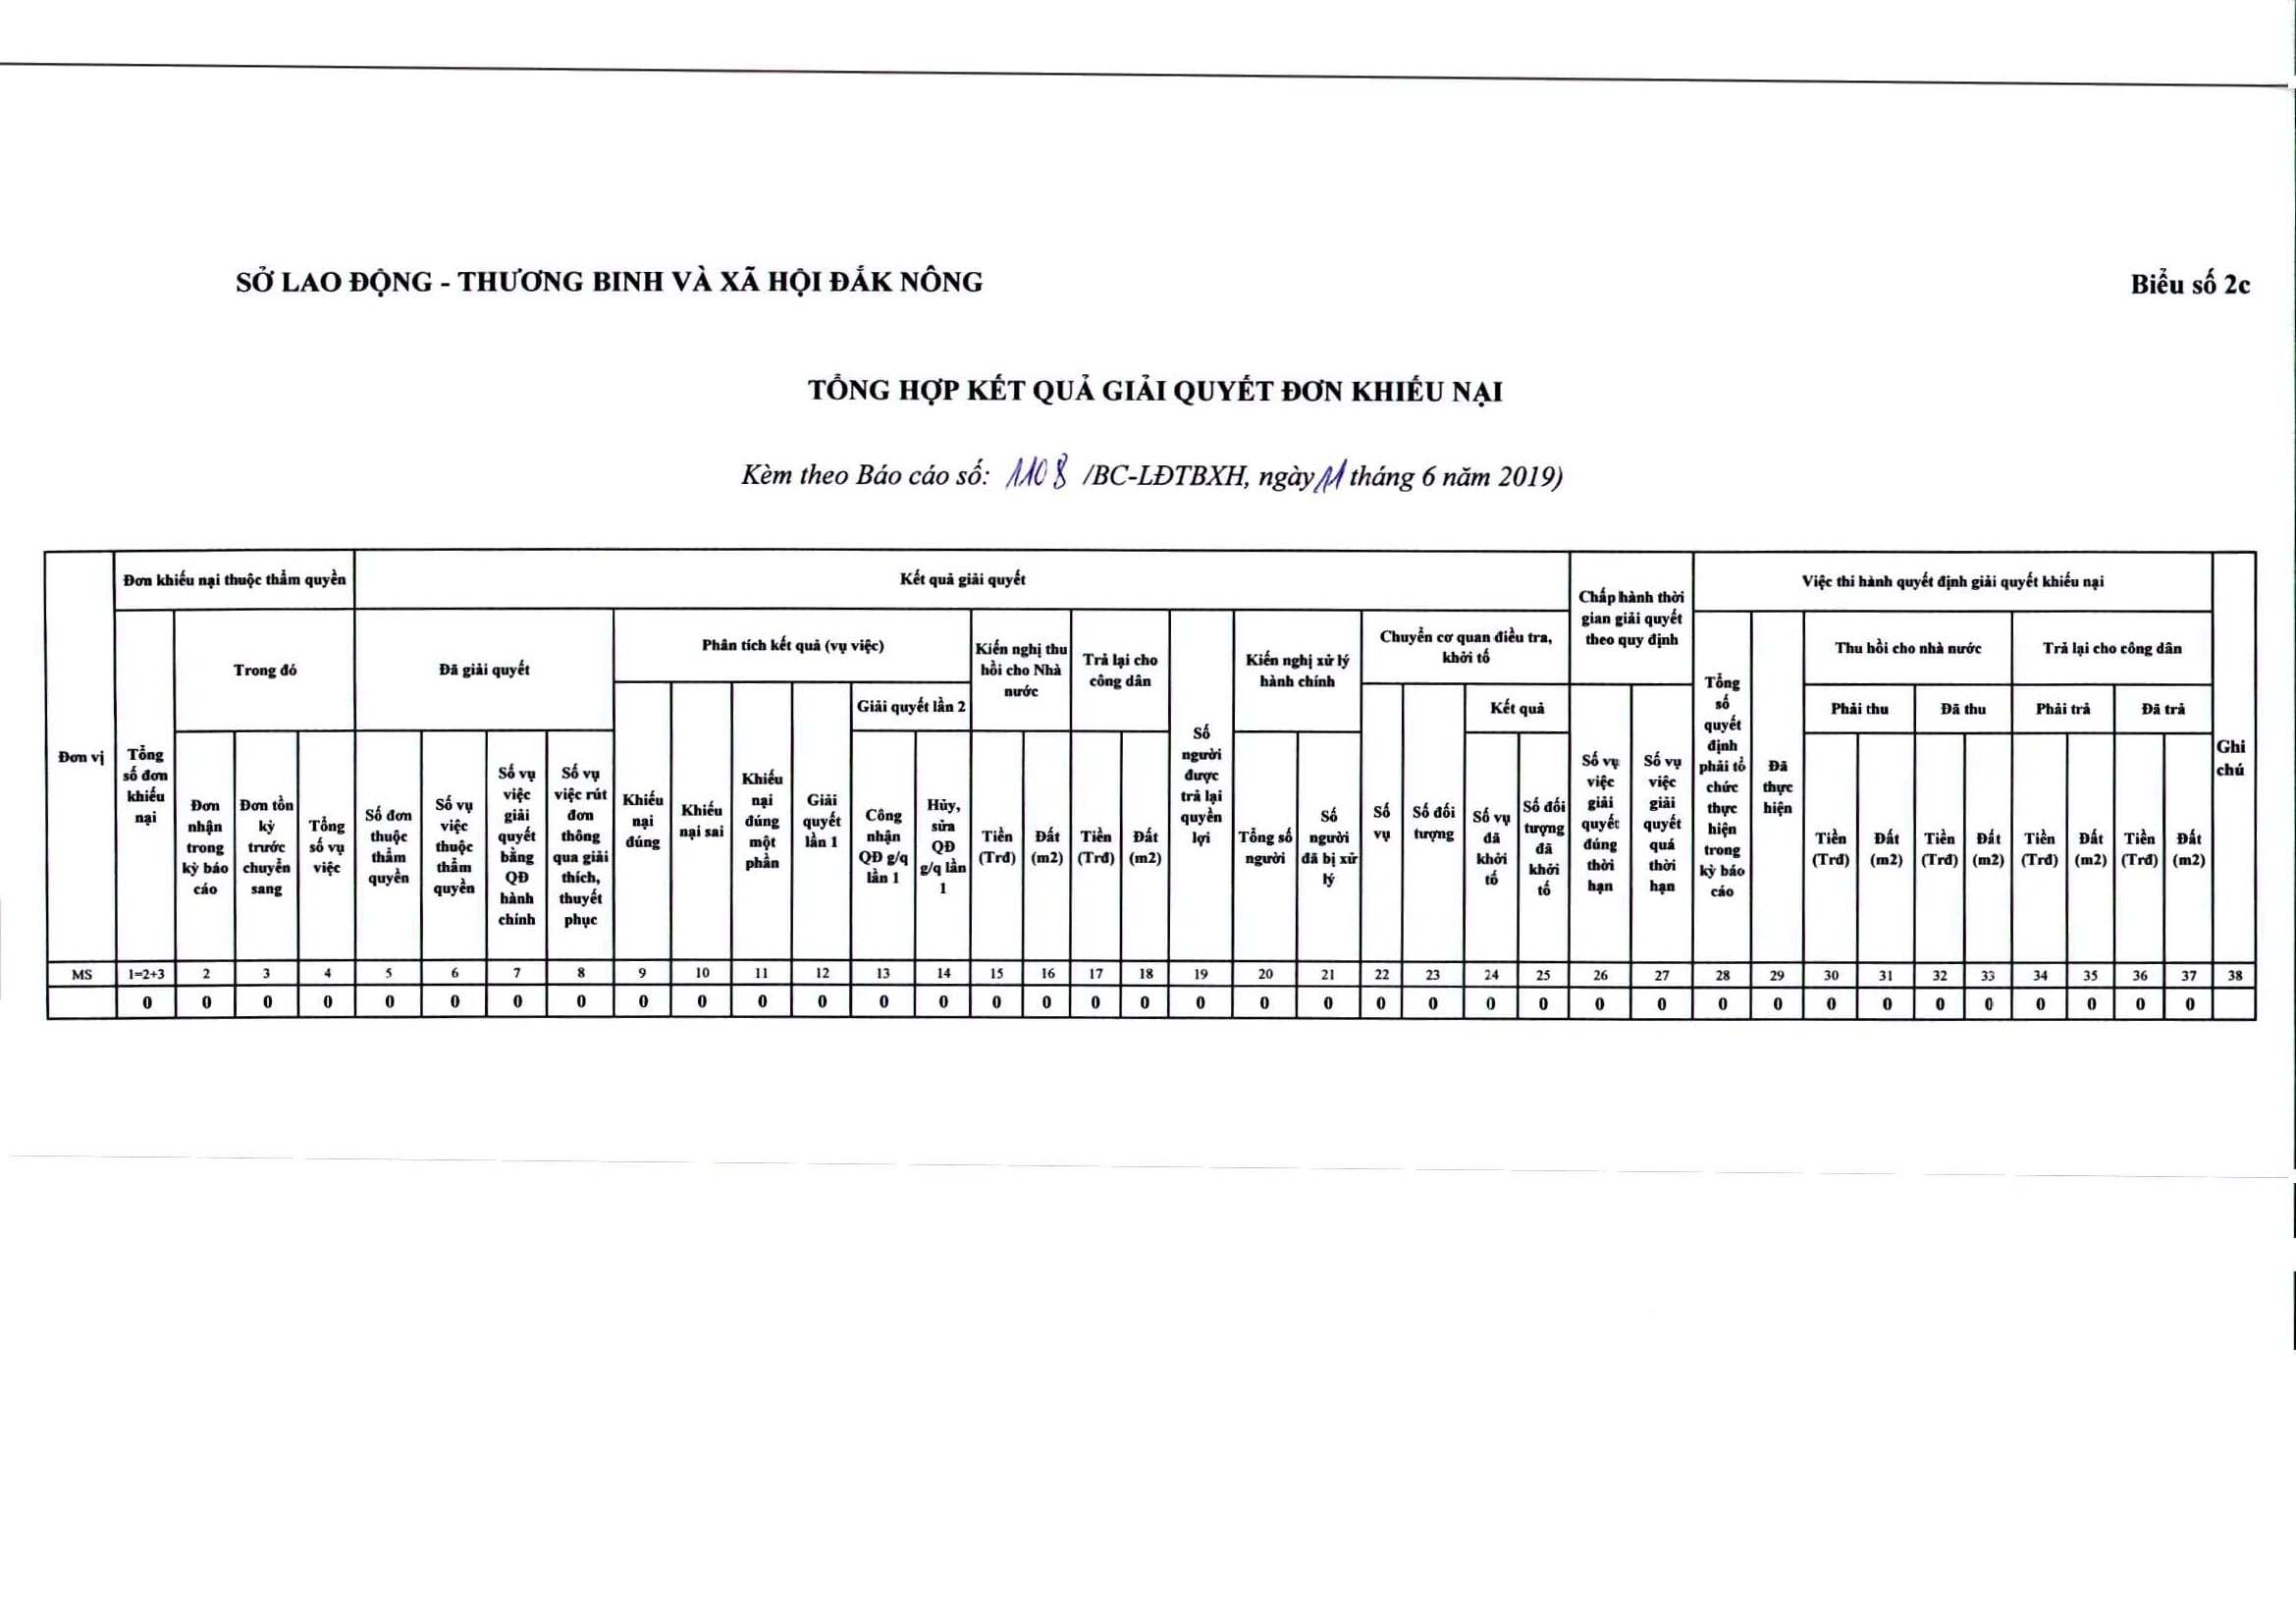 SỞ LAO ĐỘNG - THƯƠNG BINH VÀ XÃ HỘI ĐẮK NÔNG
Biểu số 2c
TỔNG HỢP KẾT QUẢ GIẢI QUYẾT ĐƠN KHIẾU NẠI
Kèm theo Báo cáo số: 1108 /BC-LĐTBXH, ngày 11 tháng 6 năm 2019)
Đơn vị
Đơn khiếu nại thuộc thẩm quyền
Tổng
số đơn
khiếu
nại
Trong đó
Đơn
nhận
trong
kỳ báo
cáo
Đơn tồn
kỳ
trước
chuyển
sang
Tổng
số vụ
việc
Kết quả giải quyết
Đã giải quyết
Số đơn
thuộc
thẩm
quyền
Số vụ
việc
thuộc
thẩm
quyền
Số vụ
việc
giải
quyết
bằng
QĐ
hành
chính
Số vụ
việc rút
đơn
thông
qua giải
thích,
thuyết
phục
Phân tích kết quả (vụ việc)
Khiếu
nại
đúng
Khiếu
nại sai
Khiếu
nại
đúng
một
phần
Giải
quyết
lần 1
Giải quyết lần 2
Công
nhận
QĐ g/q
lần 1
Hủy,
sửa
QĐ
g/q lần
1
Kiến nghị thu
hồi cho Nhà
nước
Tiền
(Trđ)
Đất
(m2)
Trả lại cho
công dân
Tiền
(Trđ)
Đất
(m2)
Số
người
được
trả lại
quyền
lợi
Kiến nghị xử lý
hành chính
Tổng số
người
Số
người
đã bị xử
lý
Chuyển cơ quan điều tra,
khởi tố
Số
vụ
Số đối
tượng
Kết quả
Số vụ
đã
khởi
tố
Số đối
tượng
đã
khởi
tố
Chấp hành thời
gian giải quyết
theo quy định
Số vụ
việc
giải
quyết
đúng
thời
hạn
Số vụ
việc
giải
quyết
quá
thời
hạn
Việc thi hành quyết định giải quyết khiếu nại
Tổng
số
quyết
định
phải tổ
chức
thực
hiện
trong
kỳ báo
cáo
Đã
thực
hiện
Thu hồi cho nhà nước
Phải thu
Tiền
(Trđ)
Đất
(m2)
Đã thu
Tiền
(Trđ)
Đất
(m2)
Trả lại cho công dân
Phải trả
Tiền
(Trđ)
Đất
(m2)
Đã trả
Tiền
(Trđ)
Đất
(m2)
Ghi
chú
MS 1=2+3 2 3 4 5 6 7 8 9 10 11 12 13 14 15 16 17 18 19 20 21 22 23 24 25 26 27 28 29 30 31 32 33 34 35 36 37 38
0 0 0 0 0 0 0 0 0 0 0 0 0 0 0 0 0 0 0 0 0 0 0 0 0 0 0 0 0 0 0 0 0 0 0 0 0